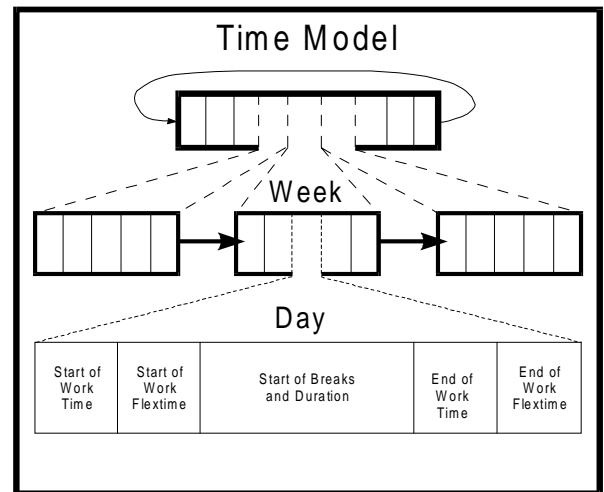 Time Model
Week
Day
Start of
Work
Time
Start of
Work
Flextime
Start of Breaks
and Duration
End of
Work
Time
End of
Work
Flextime